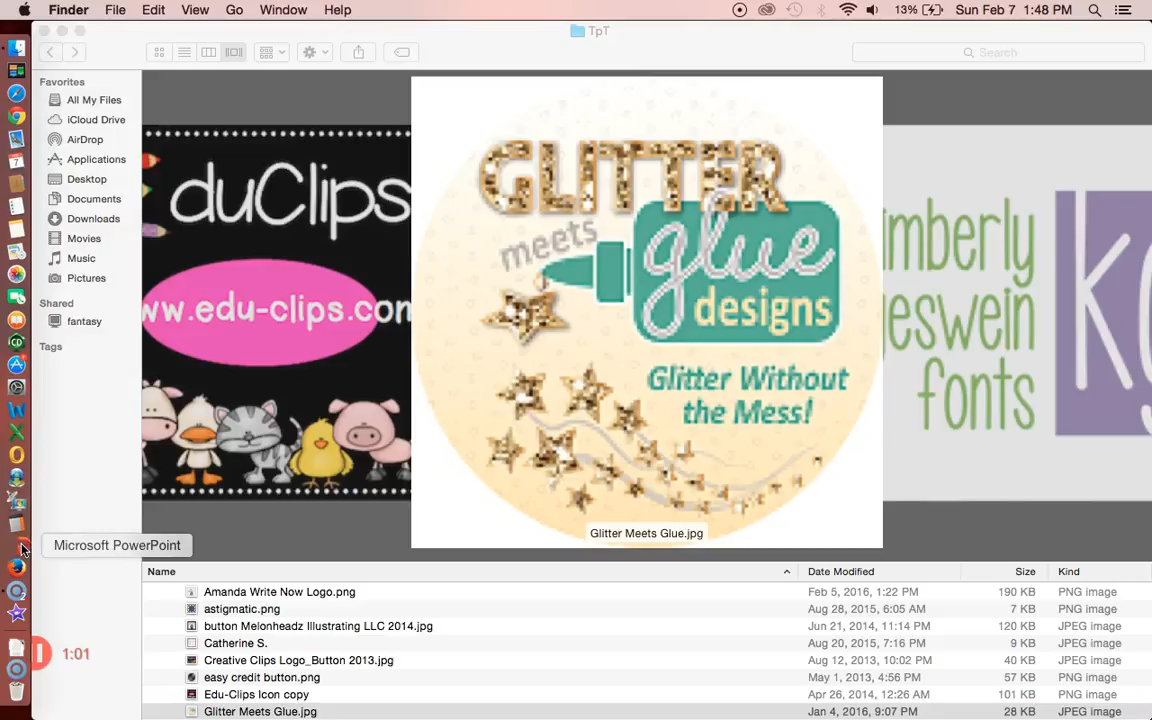 Finder File Edit View Go Window Help 13% Sun Feb 7 1:48 PM
TpT
Search
Favorites
All My Files
iCloud Drive
AirDrop
Applications
Desktop
Documents
Downloads
Movies
Music
Pictures
Shared
fantasy
Tags
duClips
www.edu-clips.com
GLITTER
meets
glue
designs
Glitter Without
the Mess!
Glitter Meets Glue.jpg
imberly
eswein
fonts
kg
Microsoft PowerPoint
1:01
Name Date Modified Size Kind
Amanda Write Now Logo.png Feb 5, 2016, 1:22 PM 190 KB PNG image
astigmatic.png Aug 28, 2015, 6:05 AM 7 KB PNG image
button Melonheadz Illustrating LLC 2014.jpg Jun 21, 2014, 11:14 PM 120 KB JPEG image
Catherine S. Aug 20, 2015, 7:16 PM 9 KB JPEG image
Creative Clips Logo_Button 2013.jpg Aug 12, 2013, 10:02 PM 40 KB JPEG image
easy credit button.png May 1, 2013, 4:56 PM 57 KB PNG image
Edu-Clips Icon copy Apr 26, 2014, 12:26 AM 101 KB PNG image
Glitter Meets Glue.jpg Jan 4, 2016, 9:07 PM 28 KB JPEG image